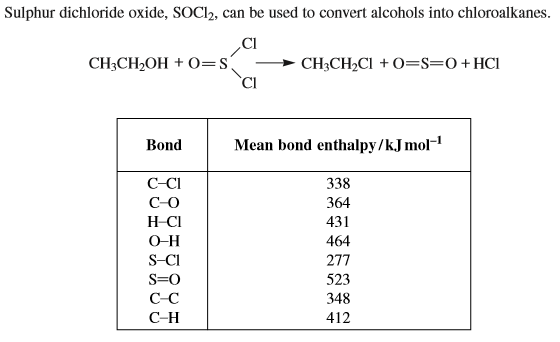 Sulphur dichloride oxide, SOCl₂, can be used to convert alcohols into chloroalkanes.
Cl
CH₃CH₂OH + O=S → CH₃CH₂Cl + O=S=O + HCl
Cl
Bond Mean bond enthalpy/kJ mol⁻¹
C–Cl 338
C–O 364
H–Cl 431
O–H 464
S–Cl 277
S=O 523
C–C 348
C–H 412